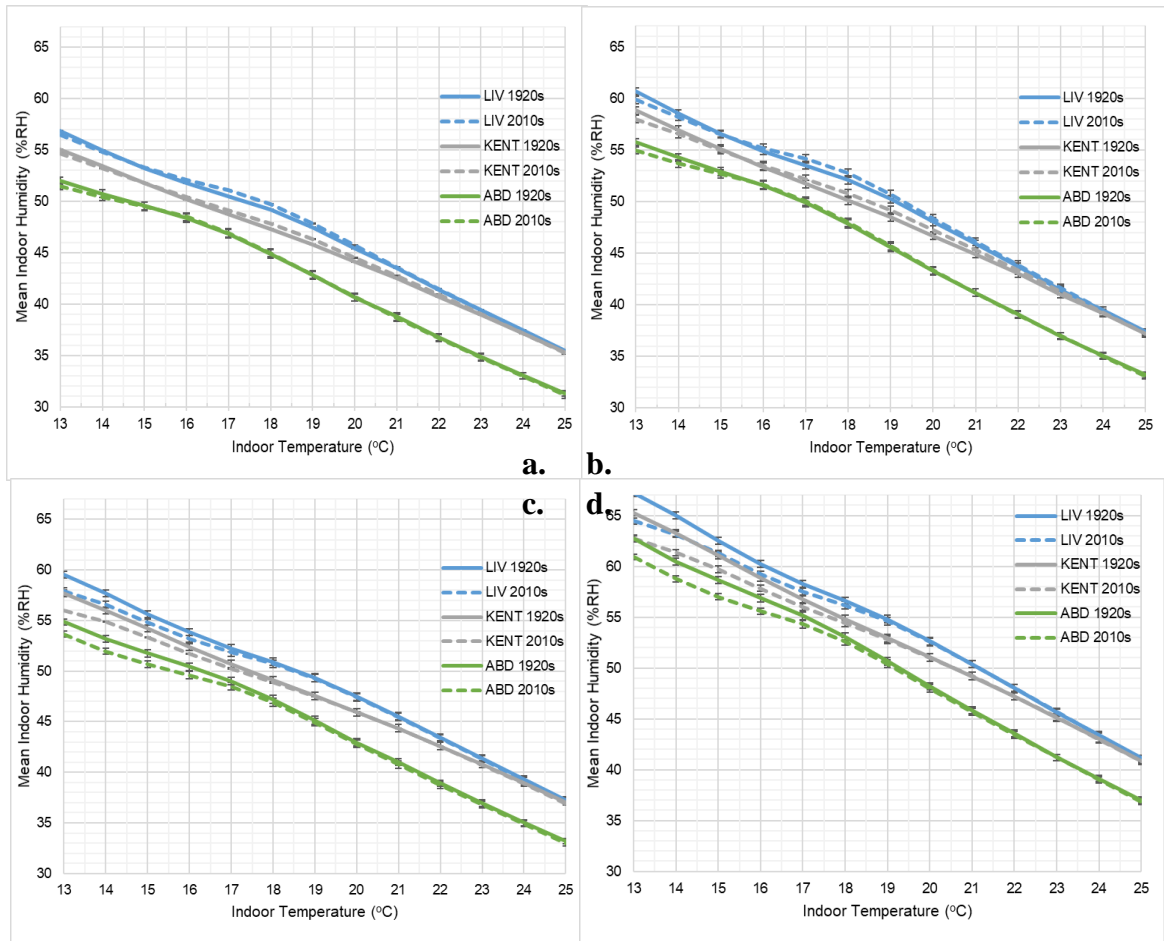 Mean Indoor Humidity (%RH)
65
60
55
50
45
40
35
30
LIV 1920s
LIV 2010s
KENT 1920s
KENT 2010s
ABD 1920s
ABD 2010s
13 14 15 16 17 18 19 20 21 22 23 24 25
Indoor Temperature (°C)
a.
Mean Indoor Humidity (%RH)
65
60
55
50
45
40
35
30
LIV 1920s
LIV 2010s
KENT 1920s
KENT 2010s
ABD 1920s
ABD 2010s
13 14 15 16 17 18 19 20 21 22 23 24 25
Indoor Temperature (°C)
b.
c.
Mean Indoor Humidity (%RH)
65
60
55
50
45
40
35
30
LIV 1920s
LIV 2010s
KENT 1920s
KENT 2010s
ABD 1920s
ABD 2010s
13 14 15 16 17 18 19 20 21 22 23 24 25
Indoor Temperature (°C)
d.
Mean Indoor Humidity (%RH)
65
60
55
50
45
40
35
30
LIV 1920s
LIV 2010s
KENT 1920s
KENT 2010s
ABD 1920s
ABD 2010s
13 14 15 16 17 18 19 20 21 22 23 24 25
Indoor Temperature (°C)